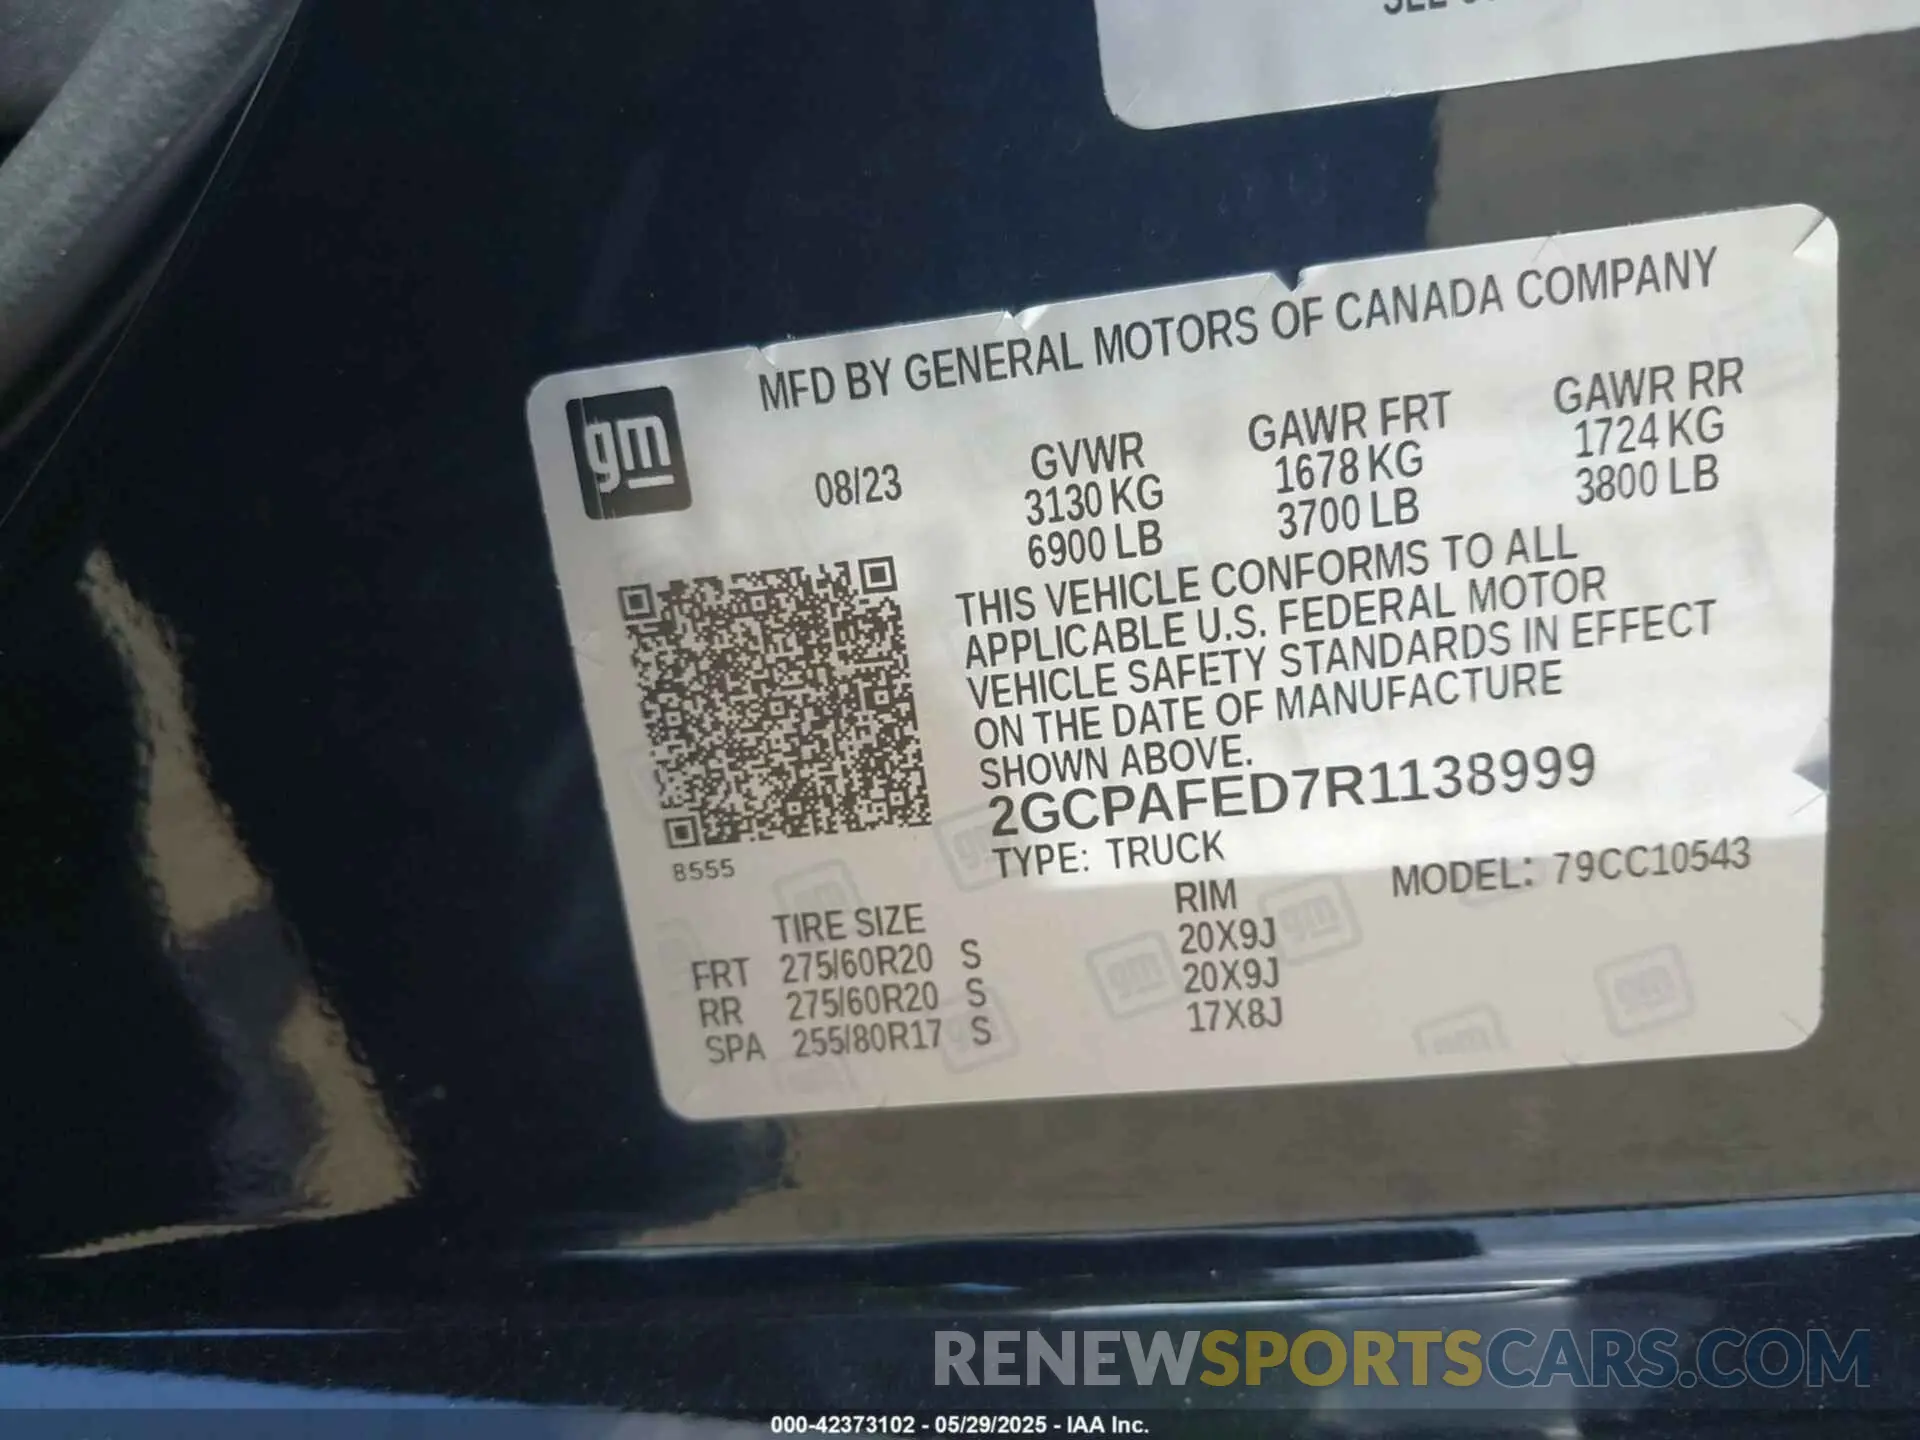 MFD BY GENERAL MOTORS OF CANADA COMPANY
gm
08/23
GVWR
3130 KG
6900 LB
GAWR FRT
1678 KG
3700 LB
GAWR RR
1724 KG
3800 LB
THIS VEHICLE CONFORMS TO ALL
APPLICABLE U.S. FEDERAL MOTOR
VEHICLE SAFETY STANDARDS IN EFFECT
ON THE DATE OF MANUFACTURE
SHOWN ABOVE.
2GCPAFED7R1138999
TYPE: TRUCK
MODEL: 79CC10543
8555
TIRE SIZE RIM
FRT 275/60R20 S 20X9J
RR 275/60R20 S 20X9J
SPA 255/80R17 S 17X8J
RENEWSPORTSCARS.COM
000-42373102 - 05/29/2025 - IAA Inc.